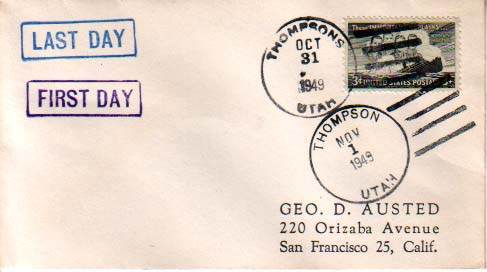 LAST DAY
FIRST DAY
THOMPSONS
OCT
31
1949
UTAH
3¢ UNITED STATES POSTAGE
THOMPSON
NOV
1
1949
UTAH
GEO. D. AUSTED
220 Orizaba Avenue
San Francisco 25, Calif.